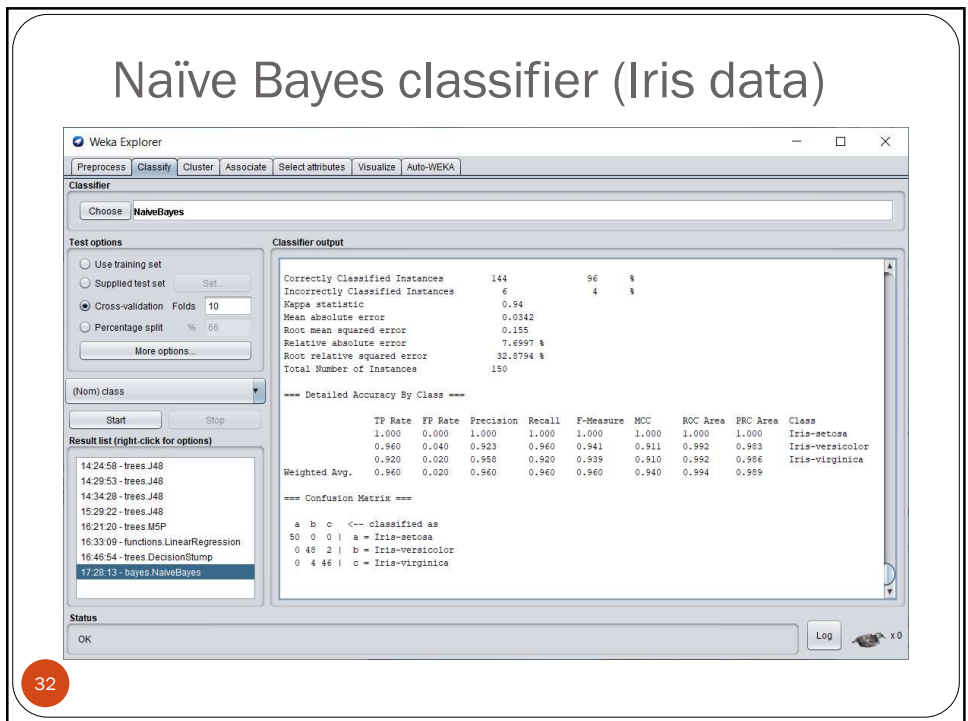 Naïve Bayes classifier (Iris data)
Weka Explorer
Preprocess Classify Cluster Associate Select attributes Visualize Auto-WEKA
Classifier
Choose NaiveBayes
Test options
Use training set
Supplied test set Set...
Cross-validation Folds 10
Percentage split % 66
More options...
(Nom) class
Start Stop
Result list (right-click for options)
14:24:58 - trees.J48
14:29:53 - trees.J48
14:34:28 - trees.J48
15:29:22 - trees.J48
16:21:20 - trees.M5P
16:33:09 - functions.LinearRegression
16:46:54 - trees.DecisionStump
17:28:13 - bayes.NaiveBayes
Classifier output
Correctly Classified Instances 144 96 %
Incorrectly Classified Instances 6 4 %
Kappa statistic 0.94
Mean absolute error 0.0342
Root mean squared error 0.155
Relative absolute error 7.6997 %
Root relative squared error 32.8794 %
Total Number of Instances 150
=== Detailed Accuracy By Class ===
TP Rate FP Rate Precision Recall F-Measure MCC ROC Area PRC Area Class
1.000 0.000 1.000 1.000 1.000 1.000 1.000 1.000 Iris-setosa
0.960 0.040 0.923 0.960 0.941 0.911 0.992 0.983 Iris-versicolor
0.920 0.020 0.958 0.920 0.939 0.910 0.992 0.986 Iris-virginica
Weighted Avg. 0.960 0.020 0.960 0.960 0.960 0.940 0.994 0.989
=== Confusion Matrix ===
a b c <-- classified as
50 0 0 | a = Iris-setosa
0 48 2 | b = Iris-versicolor
0 4 46 | c = Iris-virginica
Status
OK
Log x 0
32